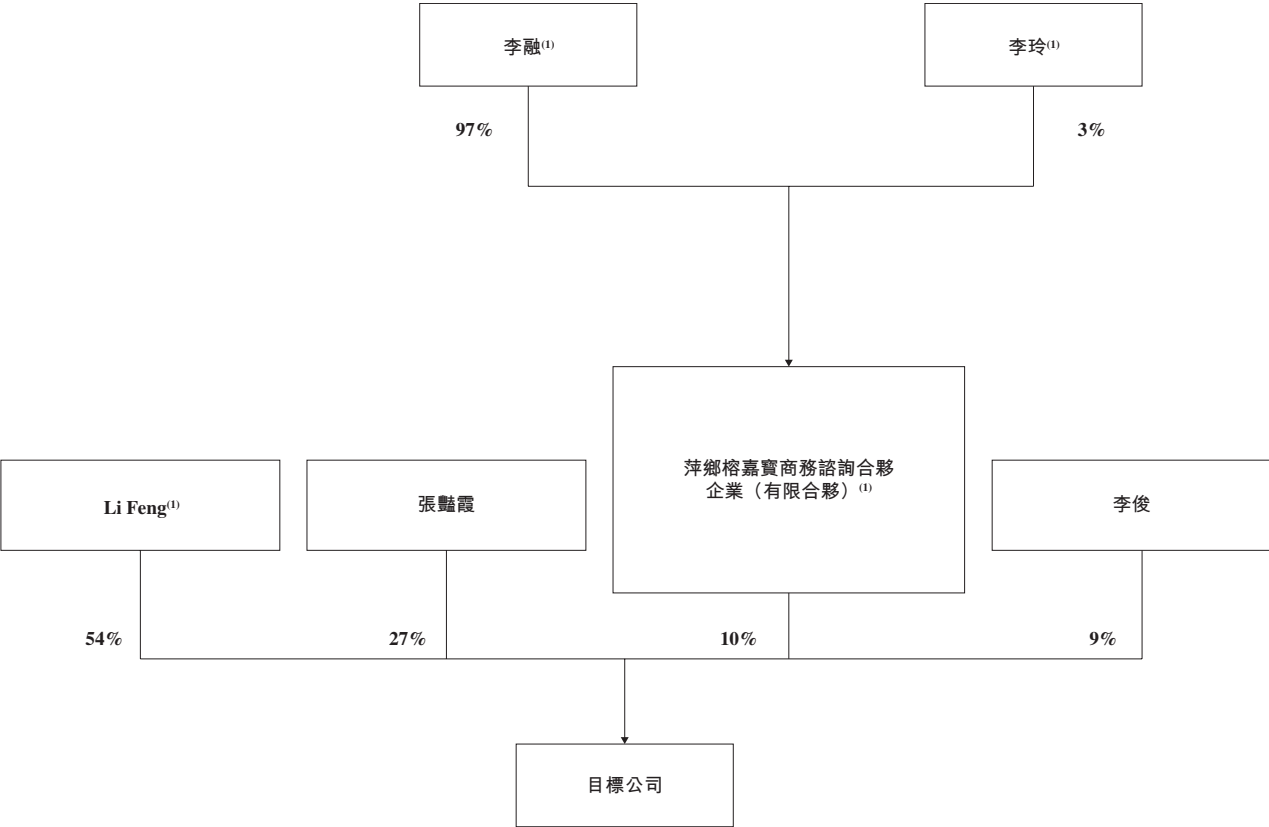 李融(1)
李玲(1)
97%
3%
萍鄉榕嘉寶商務諮詢合夥
企業（有限合夥）(1)
Li Feng(1)
張豔霞
李俊
54%
27%
10%
9%
目標公司